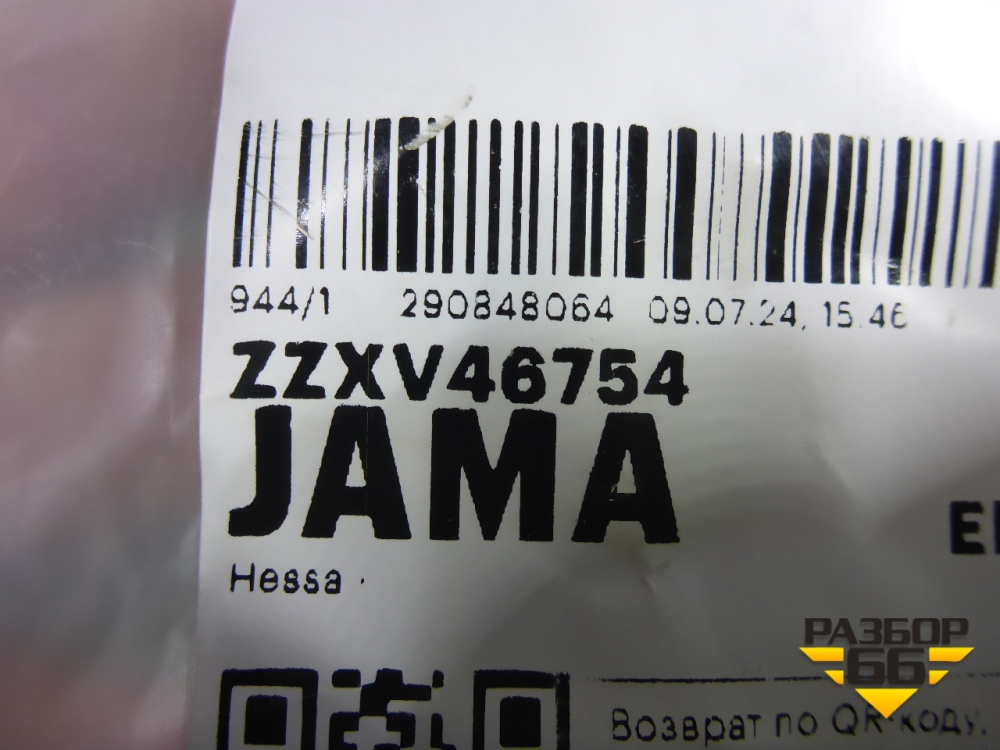 944/1 290848064 09.07.24, 15:46
ZZXV46754
JAMA
Hessa
РАЗБОР
66
Возврат по QR-коду,